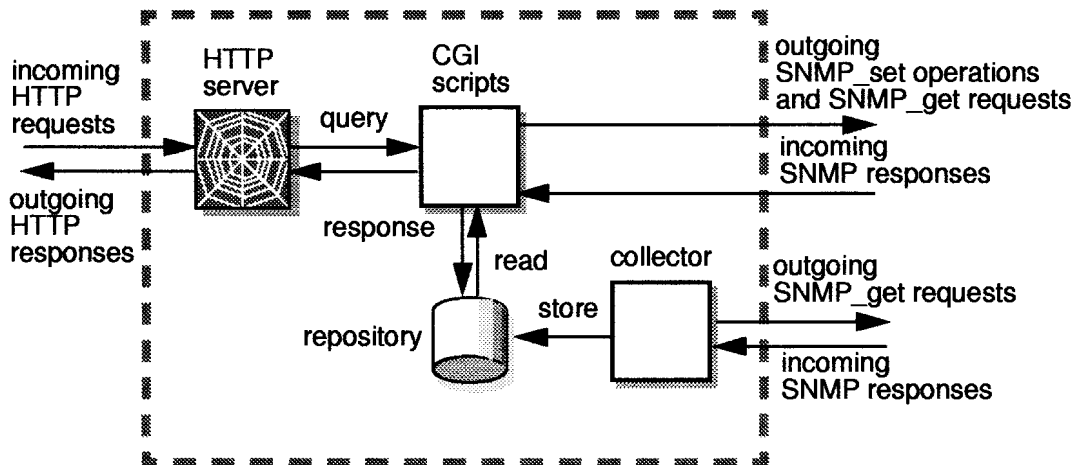 incoming
HTTP
requests
outgoing
HTTP
responses
HTTP
server
query
response
CGI
scripts
read
repository
store
collector
outgoing
SNMP_set operations
and SNMP_get requests
incoming
SNMP responses
outgoing
SNMP_get requests
incoming
SNMP responses